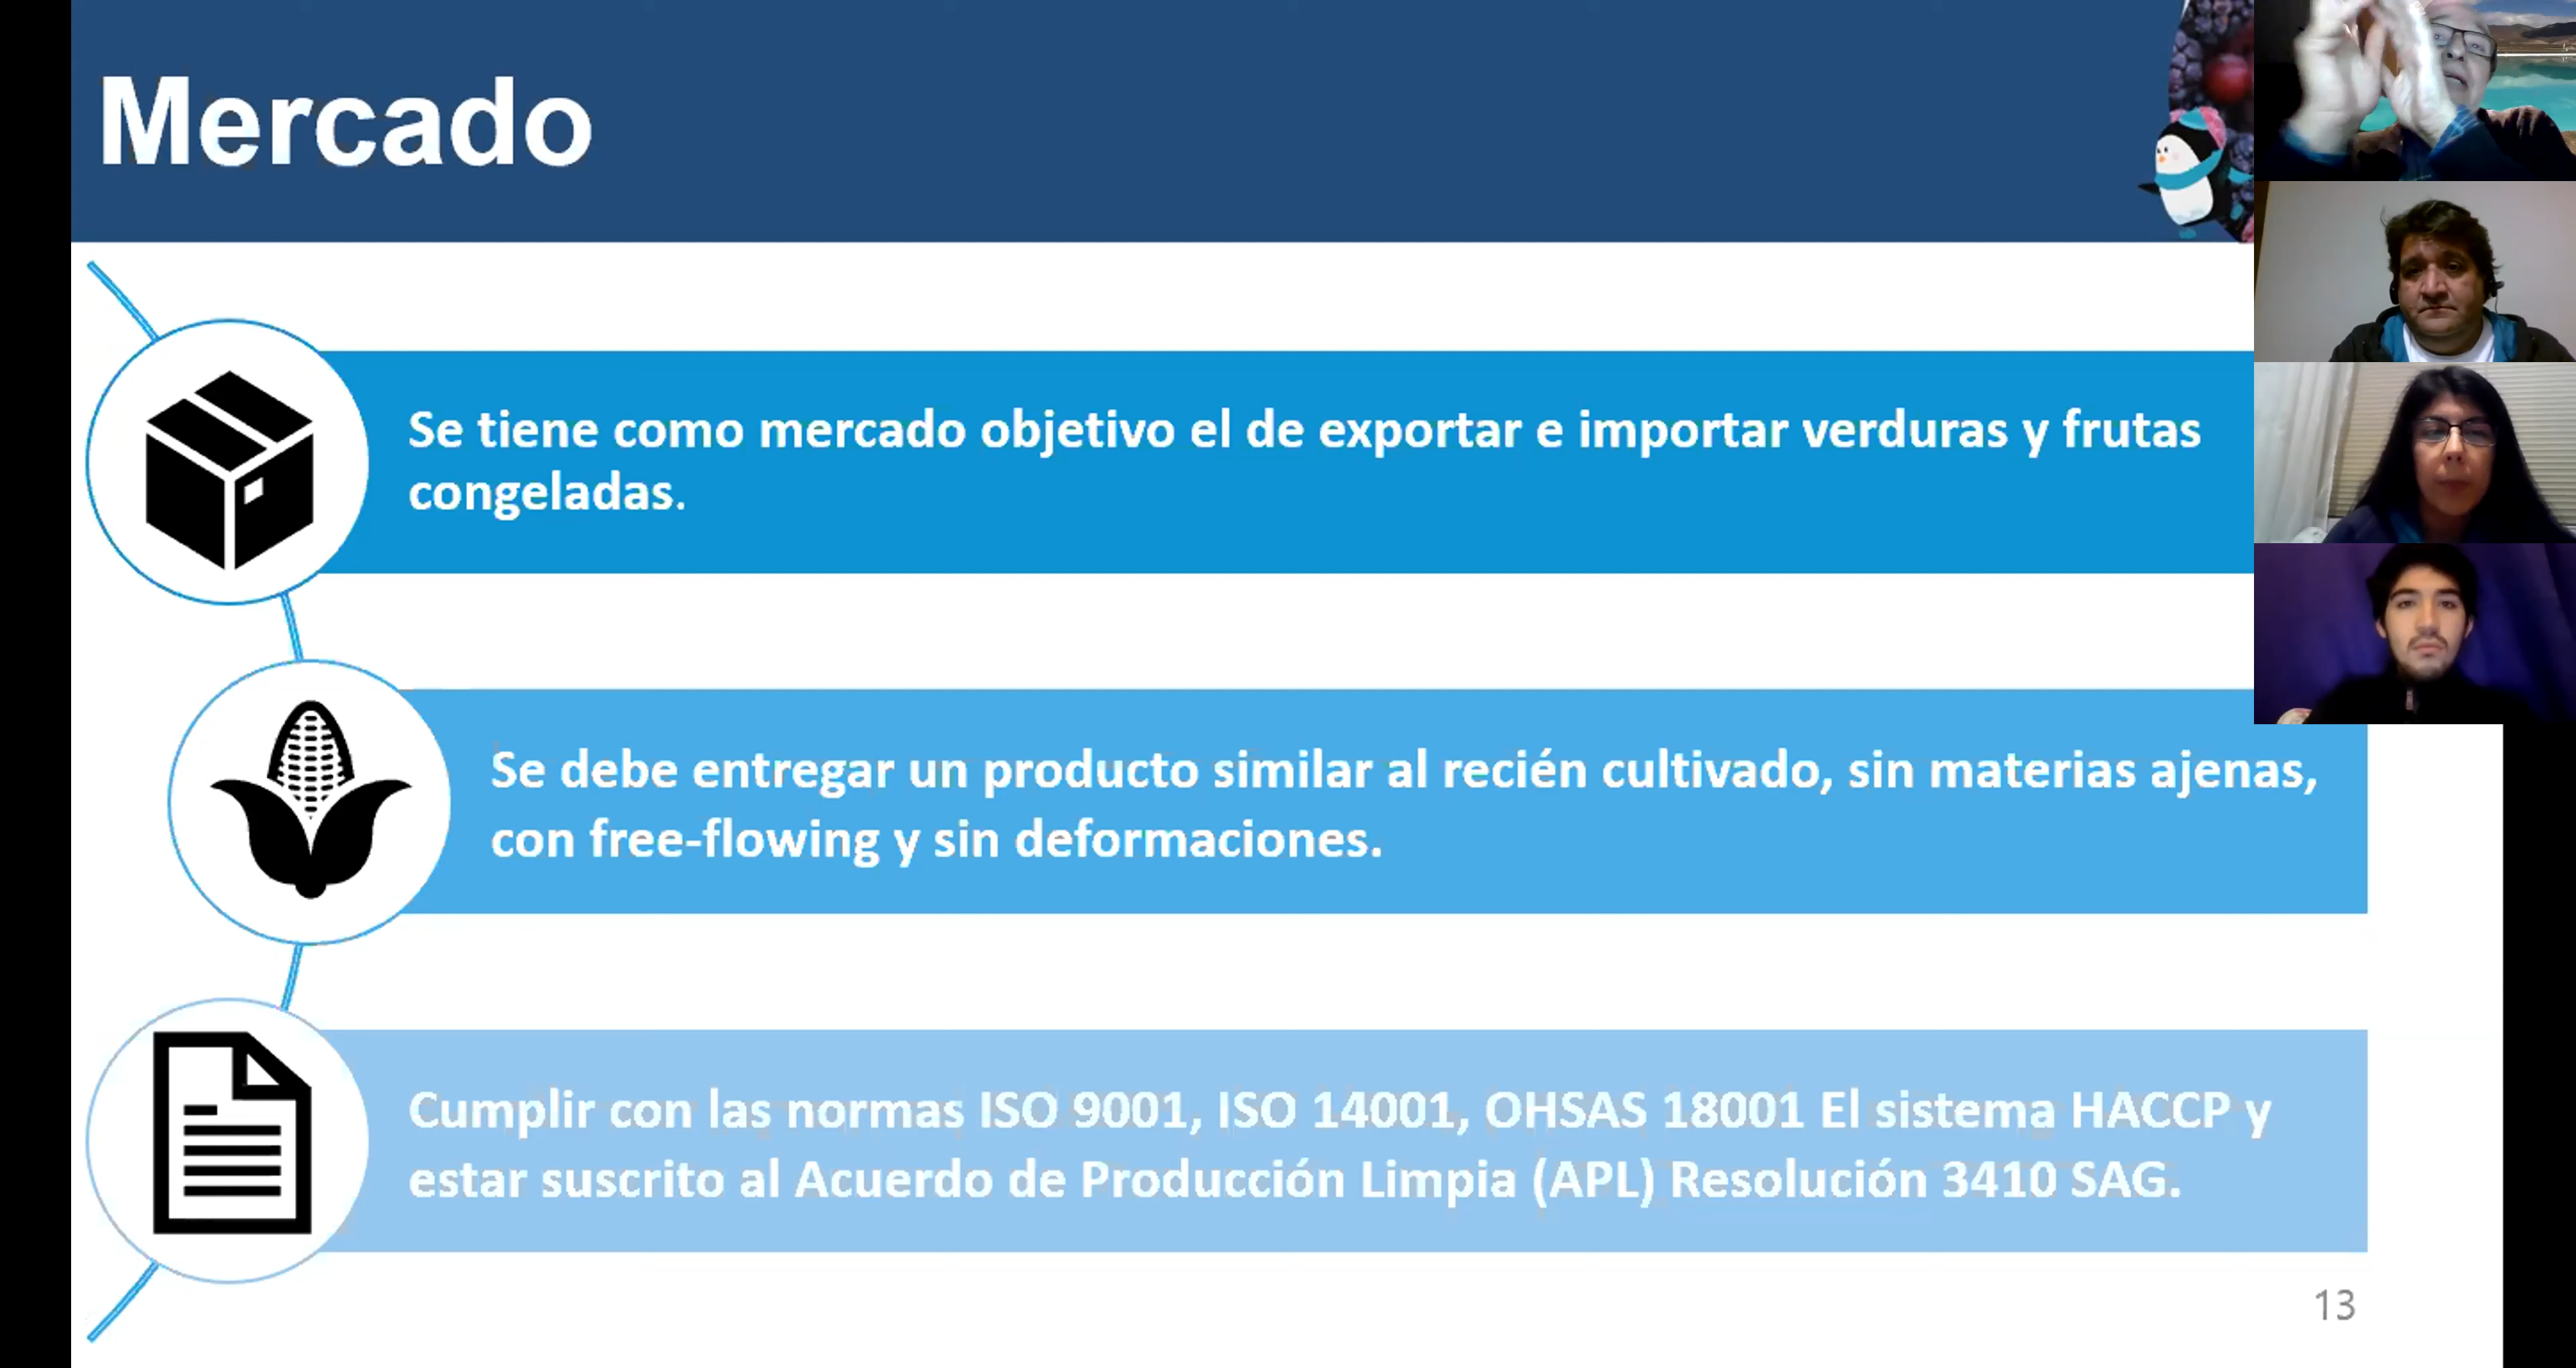 Mercado
Se tiene como mercado objetivo el de exportar e importar verduras y frutas
congeladas.
Se debe entregar un producto similar al recién cultivado, sin materias ajenas,
con free-flowing y sin deformaciones.
Cumplir con las normas ISO 9001, ISO 14001, OHSAS 18001 El sistema HACCP y
estar suscrito al Acuerdo de Producción Limpia (APL) Resolución 3410 SAG.
13